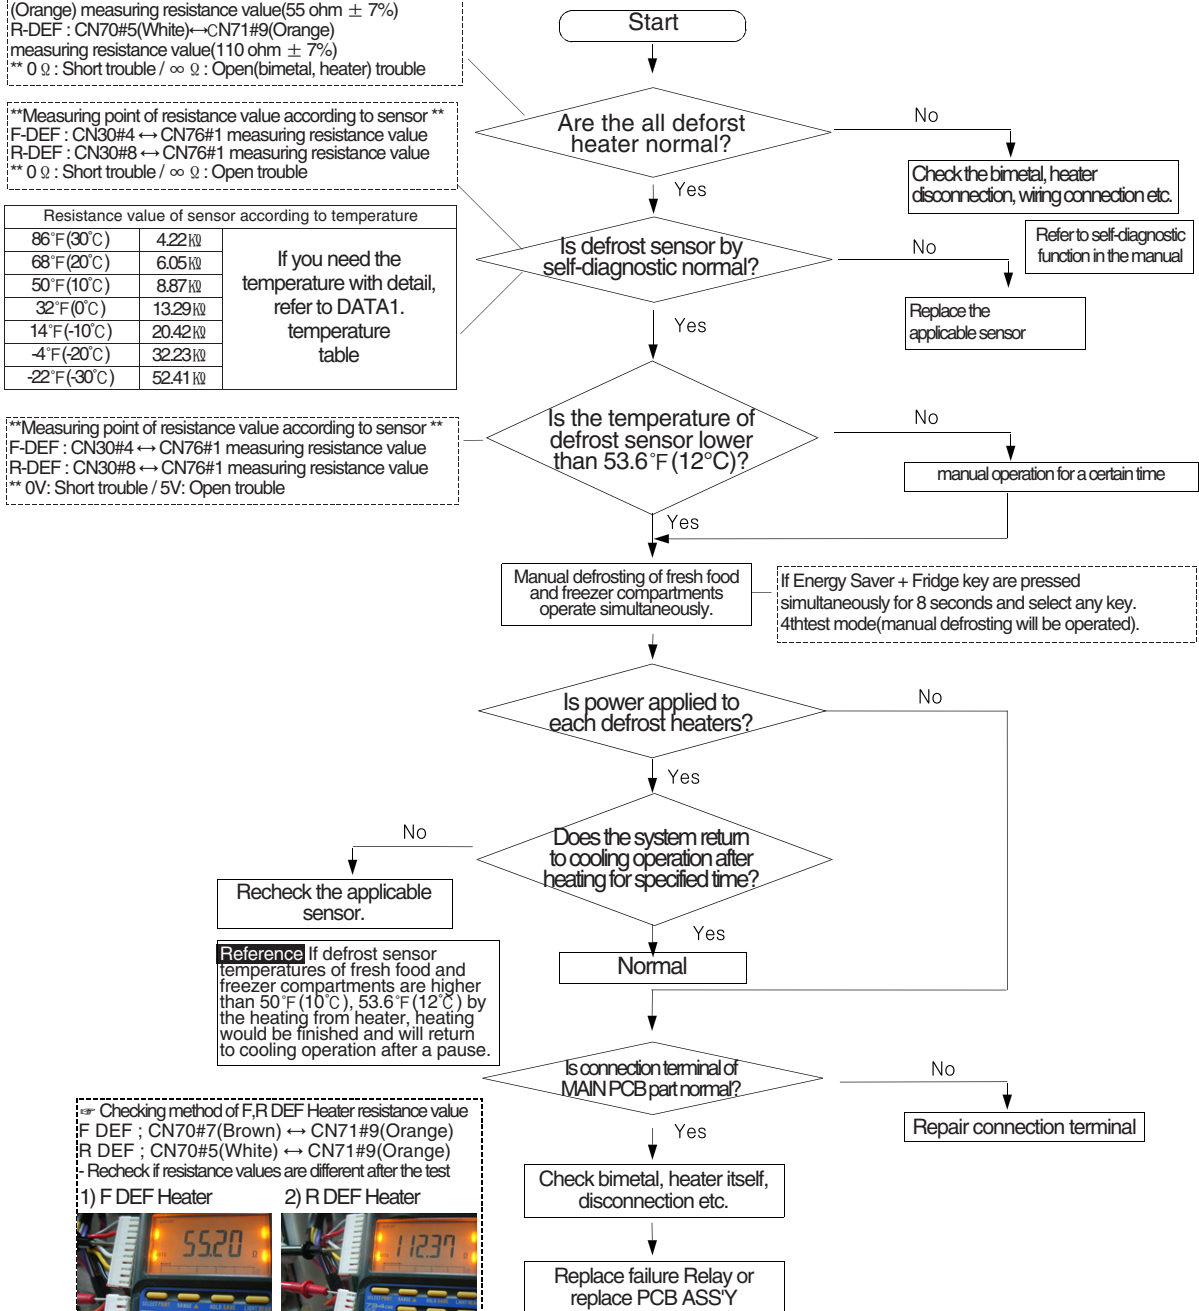 (Orange) measuring resistance value(55 ohm ± 7%)
R-DEF : CN70#5(White)↔CN71#9(Orange)
measuring resistance value(110 ohm ± 7%)
** 0 Ω : Short trouble / ∞ Ω : Open(bimetal, heater) trouble
**Measuring point of resistance value according to sensor **
F-DEF : CN30#4 ↔ CN76#1 measuring resistance value
R-DEF : CN30#8 ↔ CN76#1 measuring resistance value
** 0 Ω : Short trouble / ∞ Ω : Open trouble
Resistance value of sensor according to temperature
86°F(30°C) 4.22㏀
68°F(20°C) 6.05㏀
50°F(10°C) 8.87㏀
32°F(0°C) 13.29㏀
14°F(-10°C) 20.42㏀
-4°F(-20°C) 32.23㏀
-22°F(-30°C) 52.41㏀
If you need the
temperature with detail,
refer to DATA1.
temperature
table
**Measuring point of resistance value according to sensor **
F-DEF : CN30#4 ↔ CN76#1 measuring resistance value
R-DEF : CN30#8 ↔ CN76#1 measuring resistance value
** 0V: Short trouble / 5V: Open trouble
Start
Are the all deforst
heater normal?
No
Check the bimetal, heater
disconnection, wiring connection etc.
Yes
Is defrost sensor by
self-diagnostic normal?
No
Refer to self-diagnostic
function in the manual
Replace the
applicable sensor
Yes
Is the temperature of
defrost sensor lower
than 53.6°F (12°C)?
No
manual operation for a certain time
Yes
Manual defrosting of fresh food
and freezer compartments
operate simultaneously.
If Energy Saver + Fridge key are pressed
simultaneously for 8 seconds and select any key.
4thtest mode(manual defrosting will be operated).
Is power applied to
each defrost heaters?
No
Yes
Does the system return
to cooling operation after
heating for specified time?
No
Recheck the applicable
sensor.
Reference If defrost sensor
temperatures of fresh food and
freezer compartments are higher
than 50°F (10°C), 53.6°F (12°C) by
the heating from heater, heating
would be finished and will return
to cooling operation after a pause.
Yes
Normal
Is connection terminal of
MAIN PCB part normal?
No
Repair connection terminal
Yes
Check bimetal, heater itself,
disconnection etc.
Replace failure Relay or
replace PCB ASS'Y
☞ Checking method of F,R DEF Heater resistance value
F DEF ; CN70#7(Brown) ↔ CN71#9(Orange)
R DEF ; CN70#5(White) ↔ CN71#9(Orange)
- Recheck if resistance values are different after the test
1) F DEF Heater 2) R DEF Heater
55.20
112.37